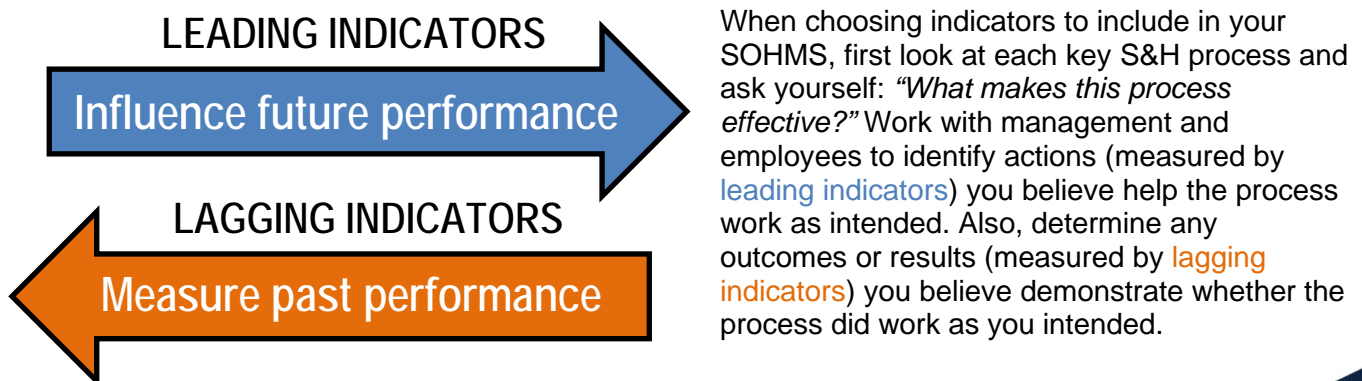 LEADING INDICATORS
Influence future performance
LAGGING INDICATORS
Measure past performance
When choosing indicators to include in your
SOHMS, first look at each key S&H process and
ask yourself: “What makes this process
effective?” Work with management and
employees to identify actions (measured by
leading indicators) you believe help the process
work as intended. Also, determine any
outcomes or results (measured by lagging
indicators) you believe demonstrate whether the
process did work as you intended.